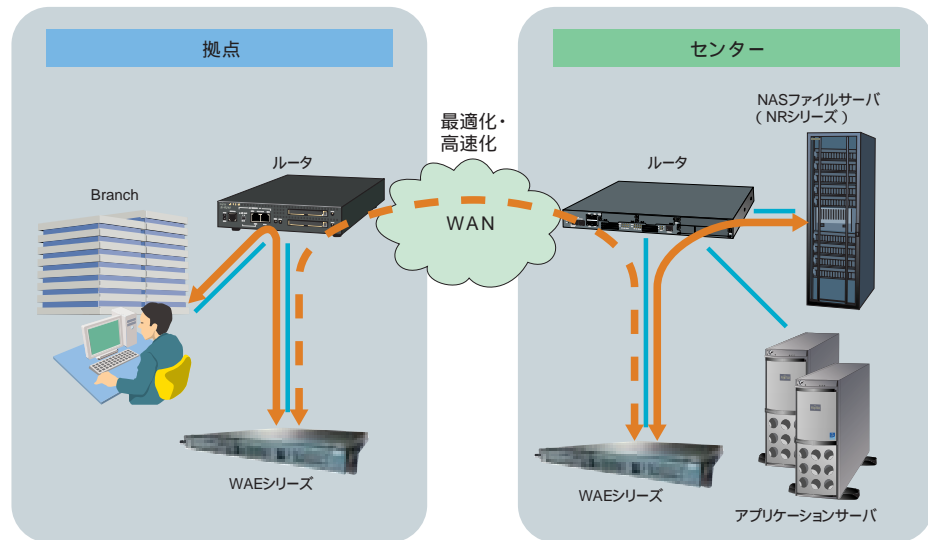 拠点
センター
NASファイルサーバ
(NRシリーズ)
最適化・
高速化
ルータ
ルータ
Branch
WAN
WAEシリーズ
WAEシリーズ
アプリケーションサーバ